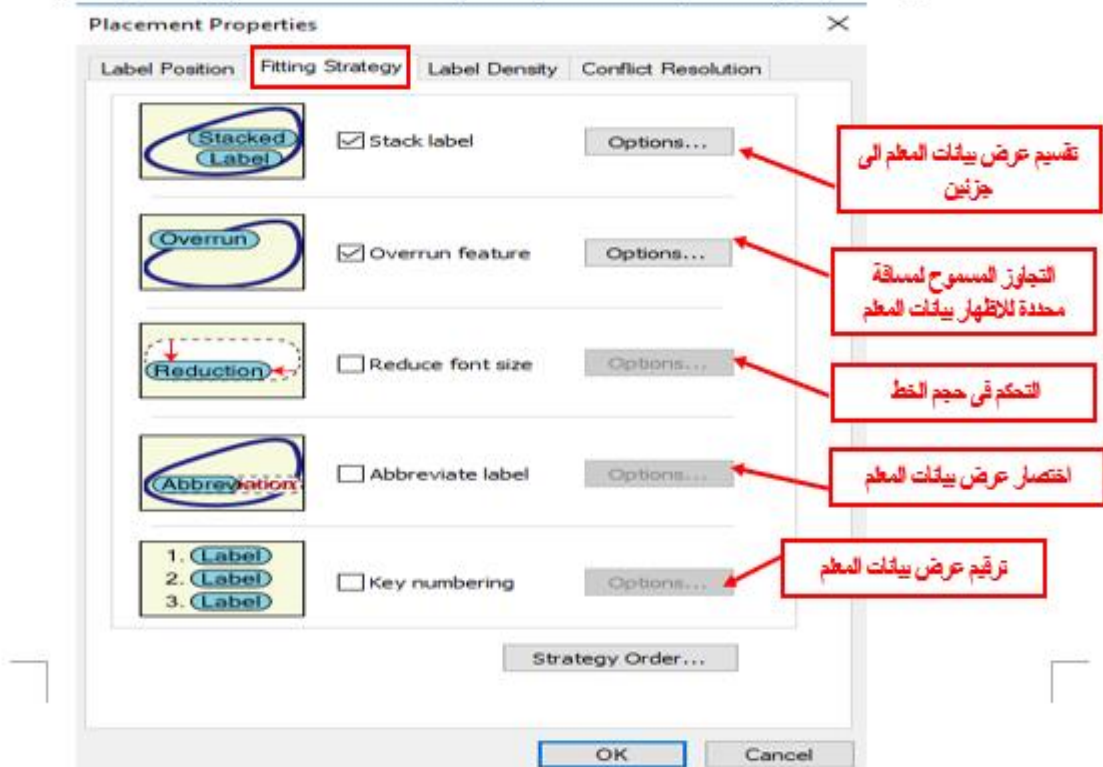 Placement Properties
Label Position Fitting Strategy Label Density Conflict Resolution
Stacked
Label
Stack label
Options...
تقسيم عرض بيانات المعلم الى
جزئين
Overrun
Overrun feature
Options...
التجاوز المسموح لمسافة
محددة للاظهار بيانات المعلم
Reduction
Reduce font size
Options...
التحكم في حجم الخط
Abbreviation
Abbreviate label
Options...
اختصار عرض بيانات المعلم
1. Label
2. Label
3. Label
Key numbering
Options...
ترقيم عرض بيانات المعلم
Strategy Order...
OK Cancel